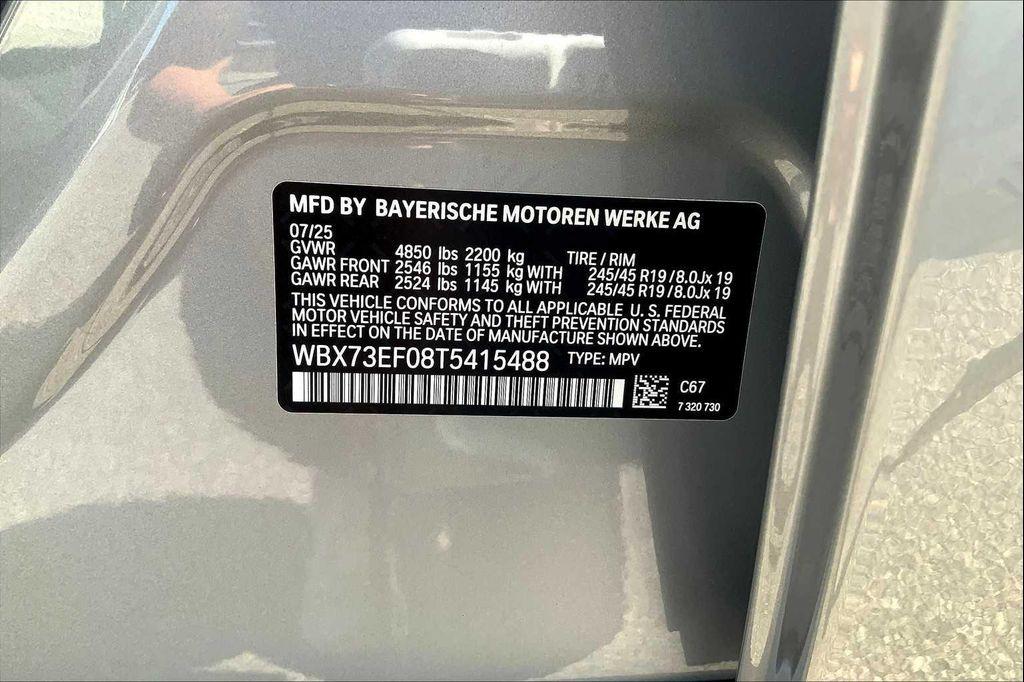 MFD BY BAYERISCHE MOTOREN WERKE AG
07/25
GVWR 4850 lbs 2200 kg TIRE / RIM
GAWR FRONT 2546 lbs 1155 kg WITH 245/45 R19 / 8.0Jx 19
GAWR REAR 2524 lbs 1145 kg WITH 245/45 R19 / 8.0Jx 19
THIS VEHICLE CONFORMS TO ALL APPLICABLE U. S. FEDERAL
MOTOR VEHICLE SAFETY AND THEFT PREVENTION STANDARDS
IN EFFECT ON THE DATE OF MANUFACTURE SHOWN ABOVE.
WBX73EF08T5415488 TYPE: MPV
C67
7 320 730